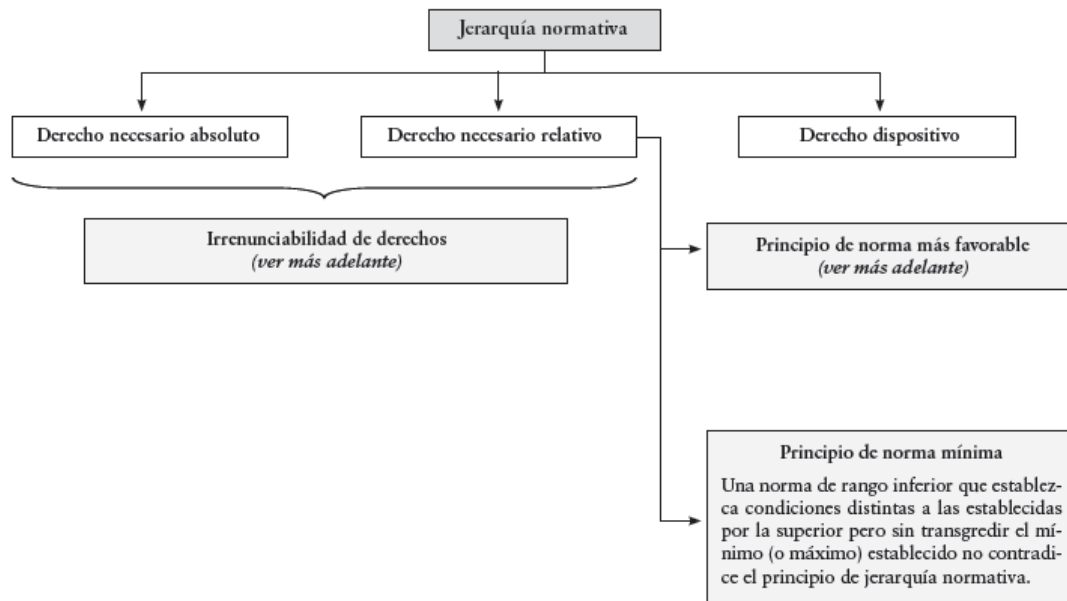 Jerarquía normativa
Derecho necesario absoluto
Derecho necesario relativo
Derecho dispositivo
Irrenunciabilidad de derechos
(ver más adelante)
Principio de norma más favorable
(ver más adelante)
Principio de norma mínima
Una norma de rango inferior que establez-
ca condiciones distintas a las establecidas
por la superior pero sin transgredir el mí-
nimo (o máximo) establecido no contradi-
ce el principio de jerarquía normativa.